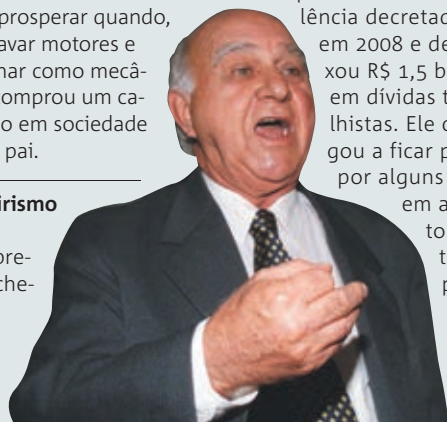 prosperar quando,
avar motores e
nar como mecâ-
omprou um ca-
o em sociedade
pai.
irismo
pre-
che-
lência decretad
em 2008 e de
xou R$ 1,5 b
em dívidas t
lhistas. Ele c
gou a ficar p
por alguns
em a
to
t
p